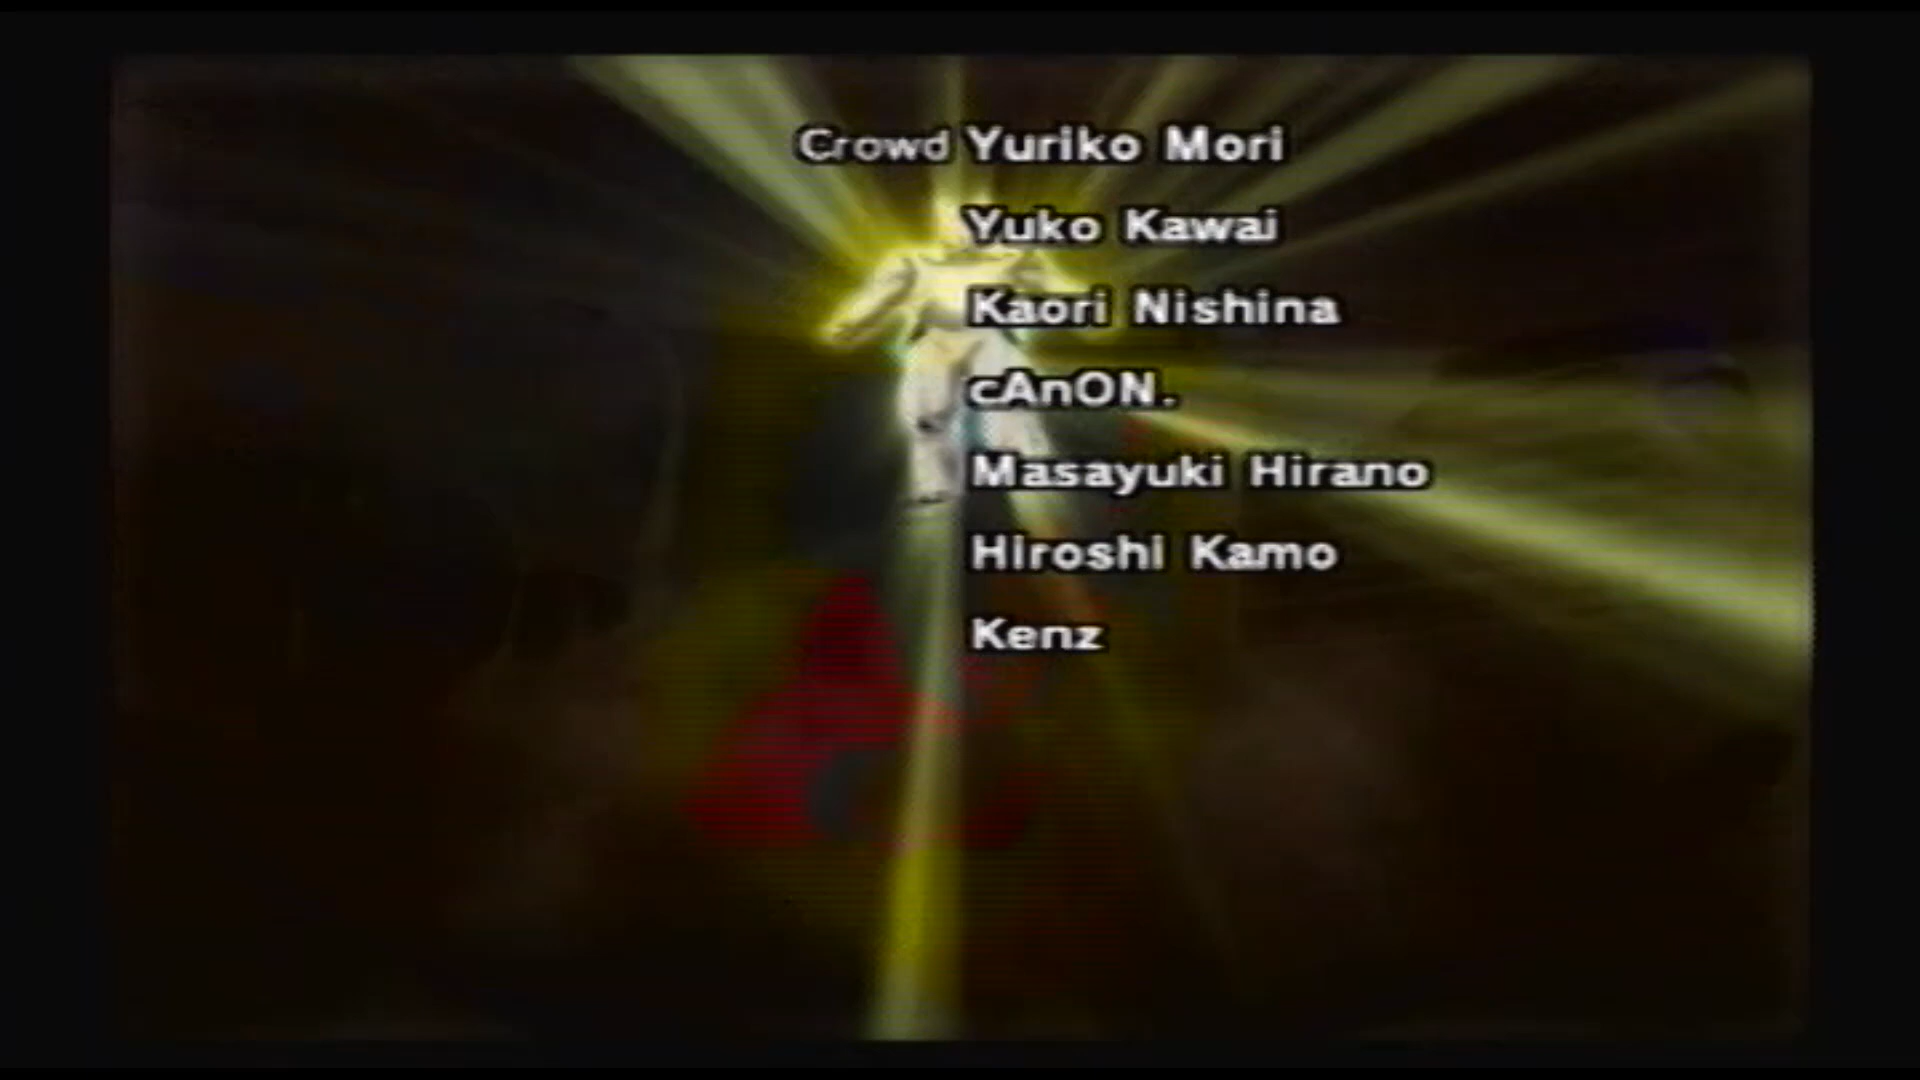 Crowd Yuriko Mori
Yuko Kawai
Kaori Nishina
cAnON.
Masayuki Hirano
Hiroshi Kamo
Kenz